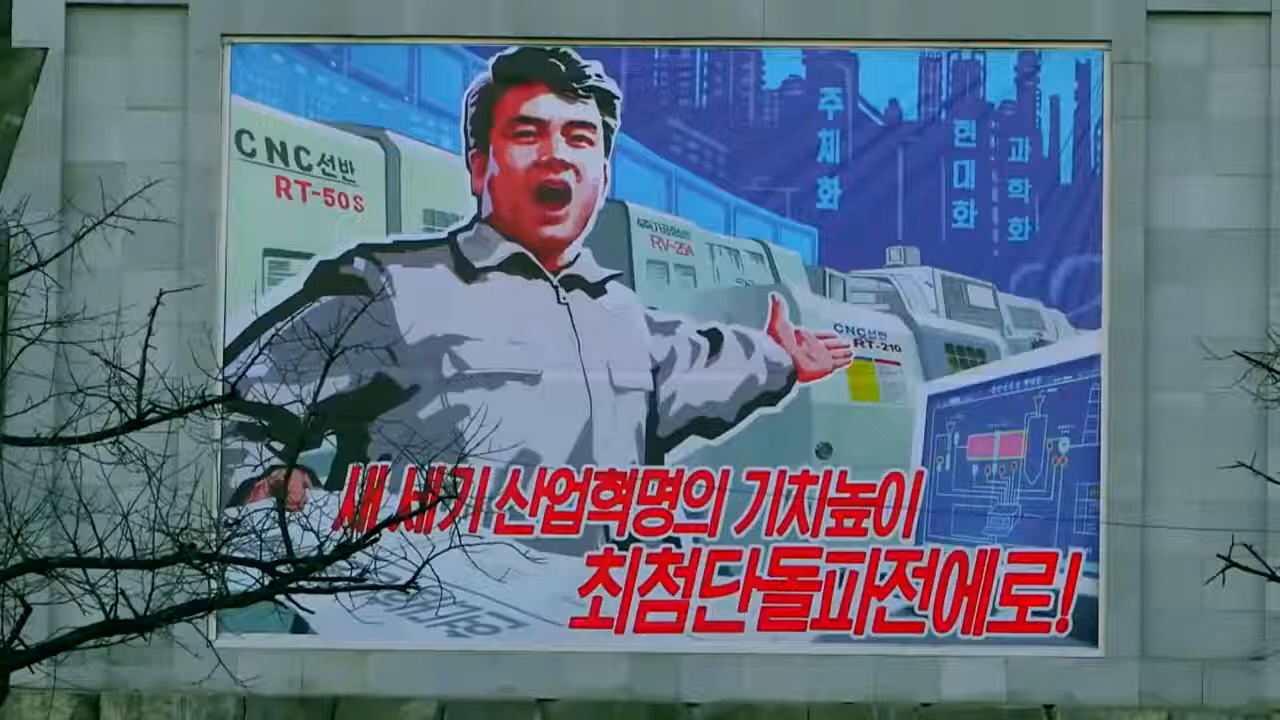 CNC선반
RT-50S
RV-25A
주체화
현대화
과학화
CNC선반
RT-210
새 세기 산업혁명의 기치높이
최첨단돌파전에로!